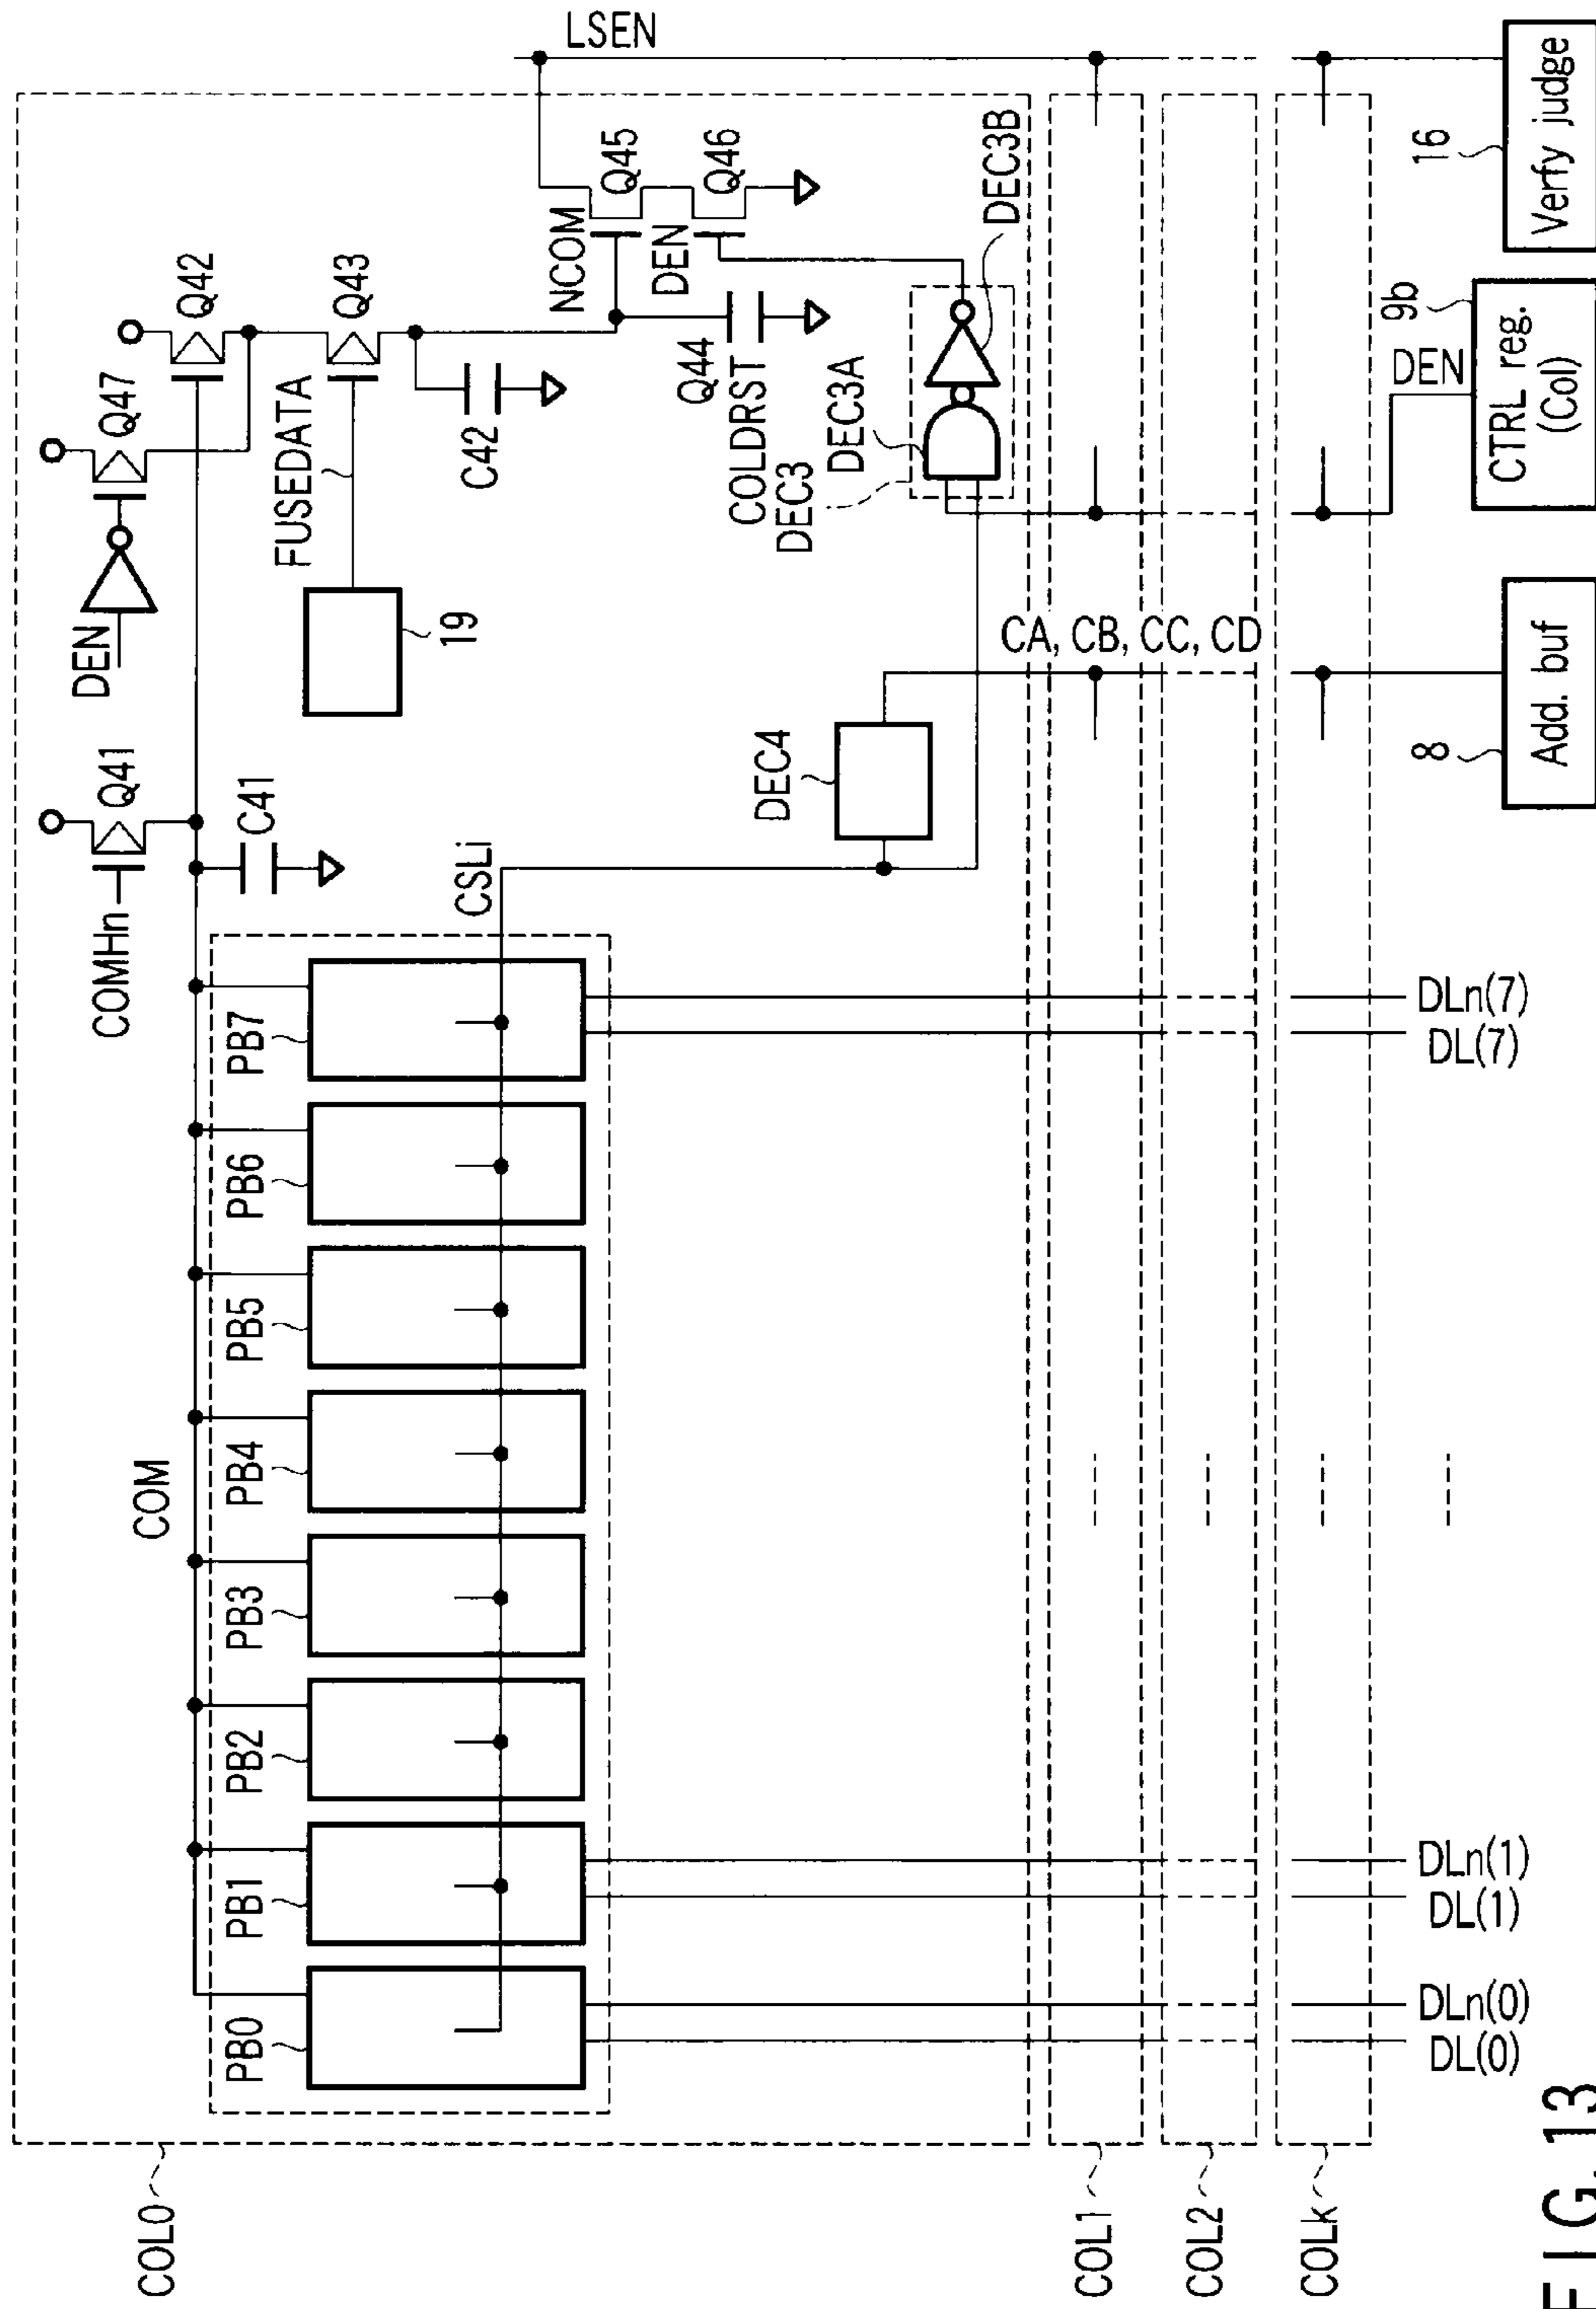 COL0
COM
COMHn
Q41
C41
DEN
Q47
Q42
FUSEDATA
Q43
19
C42
PB0
PB1
PB2
PB3
PB4
PB5
PB6
PB7
CSLi
NCOM
Q45
DEN
Q46
Q44
COLDRST
LSEN
DEC4
DEC3
DEC3A
DEC3B
CA, CB, CC, CD
COL1
COL2
COLk
DL(0)
DLn(0)
DL(1)
DLn(1)
DL(7)
DLn(7)
8
Add. buf
DEN
9b
CTRL reg.
(Col)
16
Verfy judge
FIG. 13